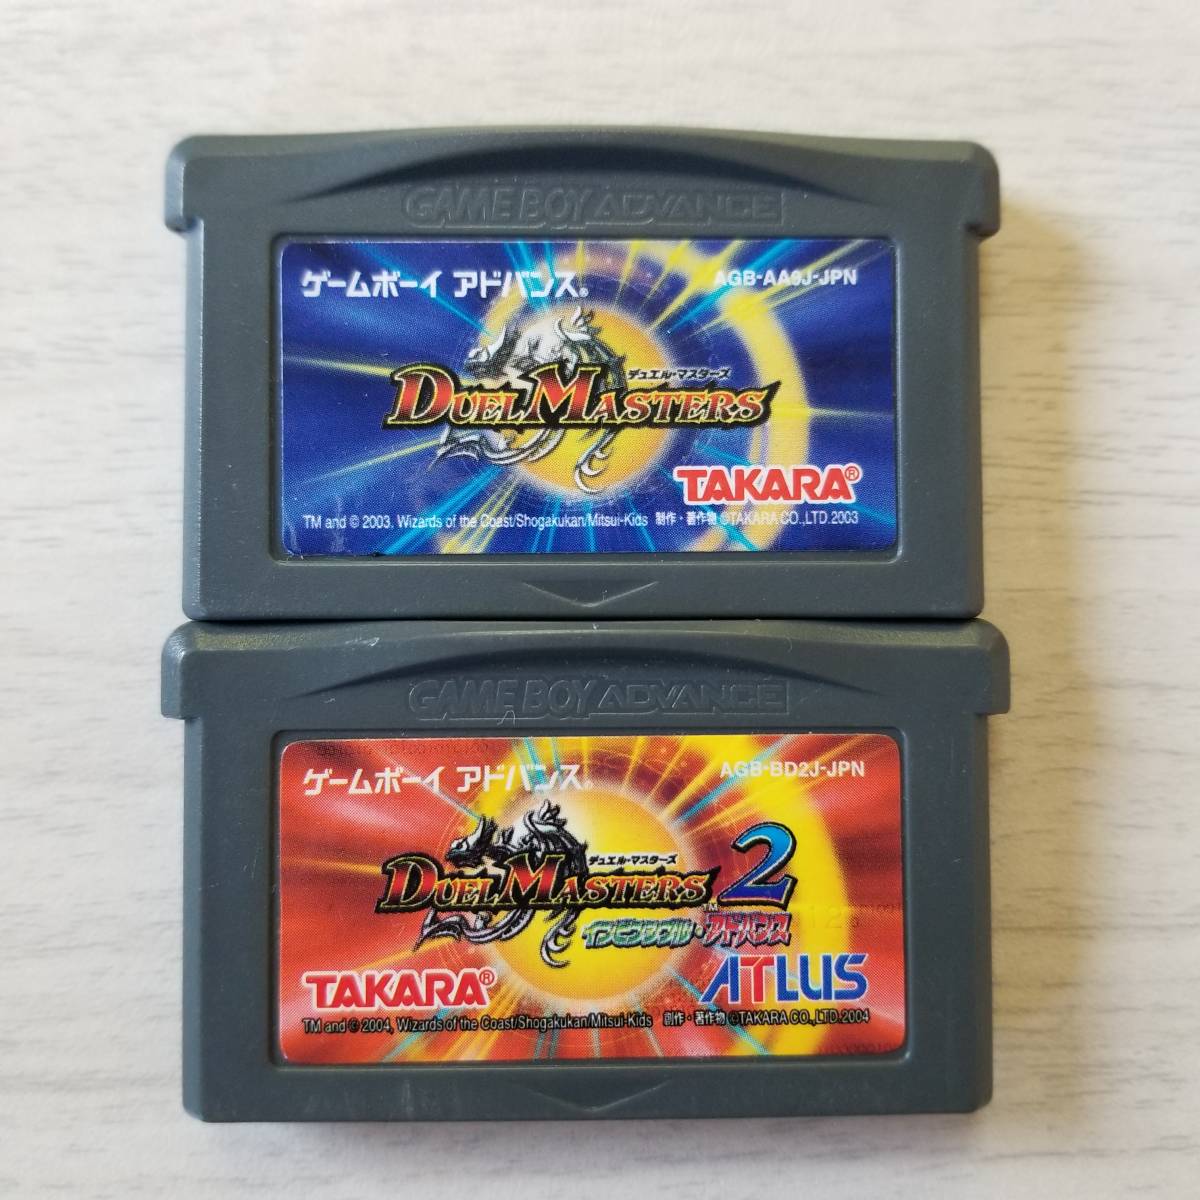 GAME BOY ADVANCE
ゲームボーイ アドバンス®
AGB-AA9J-JPN
デュエル・マスターズ
DUEL MASTERS
TAKARA®
TM and © 2003, Wizards of the Coast/Shogakukan/Mitsui-Kids 制作・著作物 ©TAKARA CO.,LTD.2003
GAME BOY ADVANCE
ゲームボーイ アドバンス®
AGB-BD2J-JPN
デュエル・マスターズ
DUEL MASTERS 2
TM
インビンシブル・アドバンス
TAKARA®
ATLUS
TM and © 2004, Wizards of the Coast/Shogakukan/Mitsui-Kids 制作・著作物 ©TAKARA CO.,LTD.2004